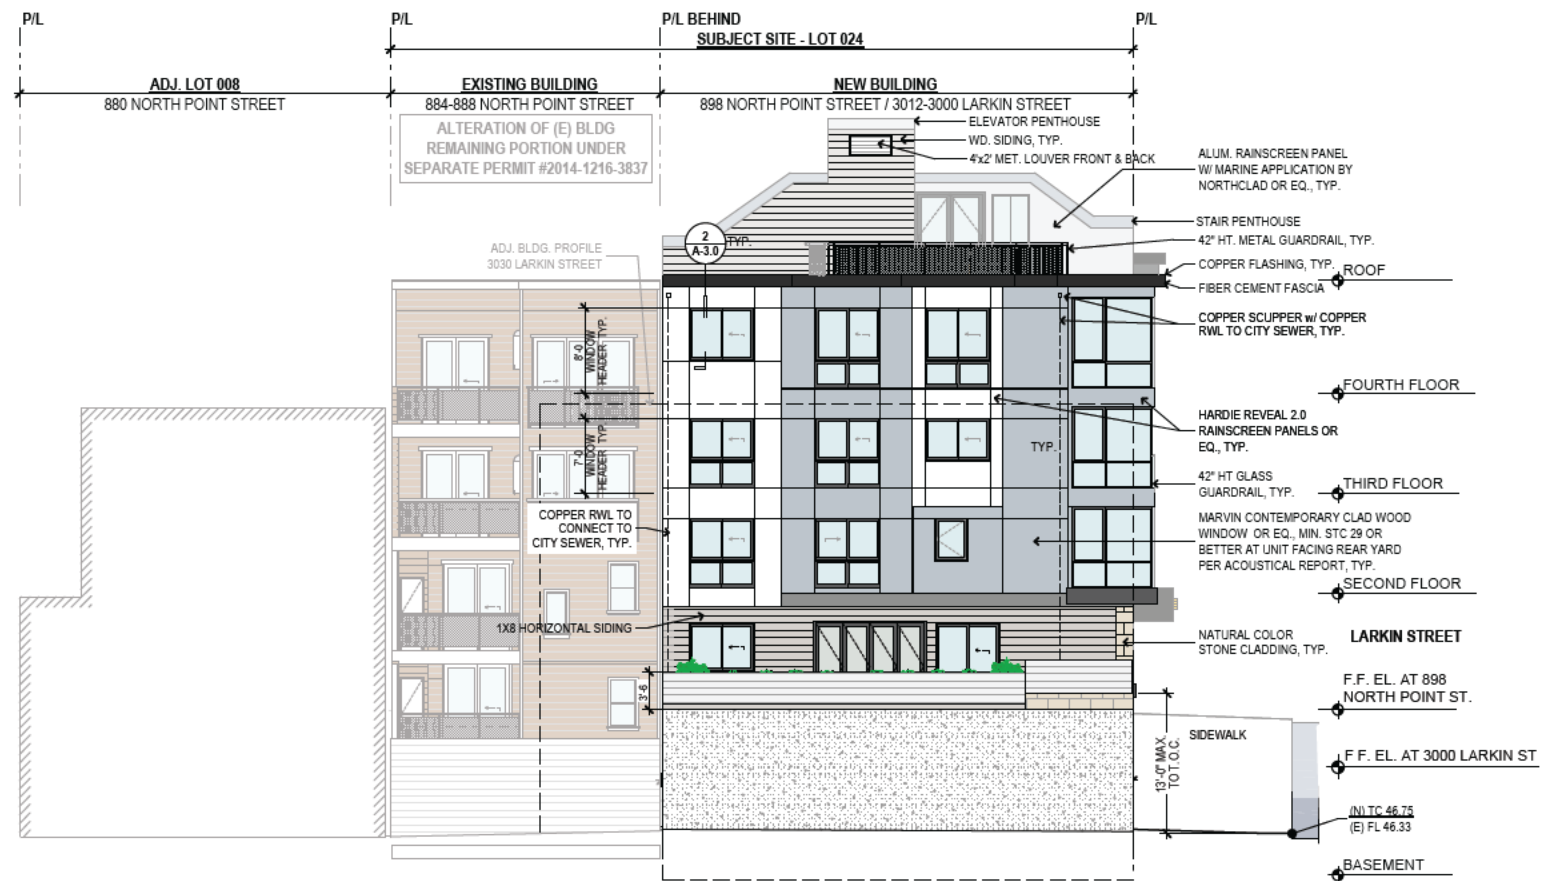 P/L
P/L
P/L BEHIND
P/L
SUBJECT SITE - LOT 024
ADJ. LOT 008
EXISTING BUILDING
NEW BUILDING
880 NORTH POINT STREET
884-888 NORTH POINT STREET
898 NORTH POINT STREET / 3012-3000 LARKIN STREET
ALTERATION OF (E) BLDG
REMAINING PORTION UNDER
SEPARATE PERMIT #2014-1216-3837
ELEVATOR PENTHOUSE
WD. SIDING, TYP.
4'x2' MET. LOUVER FRONT & BACK
ALUM. RAINSCREEN PANEL
W/ MARINE APPLICATION BY
NORTHCLAD OR EQ., TYP.
STAIR PENTHOUSE
42" HT. METAL GUARDRAIL, TYP.
COPPER FLASHING, TYP.
FIBER CEMENT FASCIA
ROOF
2
A-3.0
TYP.
ADJ. BLDG. PROFILE
3030 LARKIN STREET
COPPER SCUPPER w/ COPPER
RWL TO CITY SEWER, TYP.
8'-0
WINDOW
HEADER TYP.
FOURTH FLOOR
HARDIE REVEAL 2.0
RAINSCREEN PANELS OR
EQ., TYP.
7'-0
WINDOW
HEADER TYP.
TYP.
42" HT GLASS
GUARDRAIL, TYP.
THIRD FLOOR
COPPER RWL TO
CONNECT TO
CITY SEWER, TYP.
MARVIN CONTEMPORARY CLAD WOOD
WINDOW OR EQ., MIN. STC 29 OR
BETTER AT UNIT FACING REAR YARD
PER ACOUSTICAL REPORT, TYP.
SECOND FLOOR
1X8 HORIZONTAL SIDING
NATURAL COLOR
STONE CLADDING, TYP.
LARKIN STREET
3'-6
F.F. EL. AT 898
NORTH POINT ST.
SIDEWALK
13'-0" MAX.
TO T.O.C.
F F. EL. AT 3000 LARKIN ST
(N) TC 46.75
(E) FL 46.33
BASEMENT